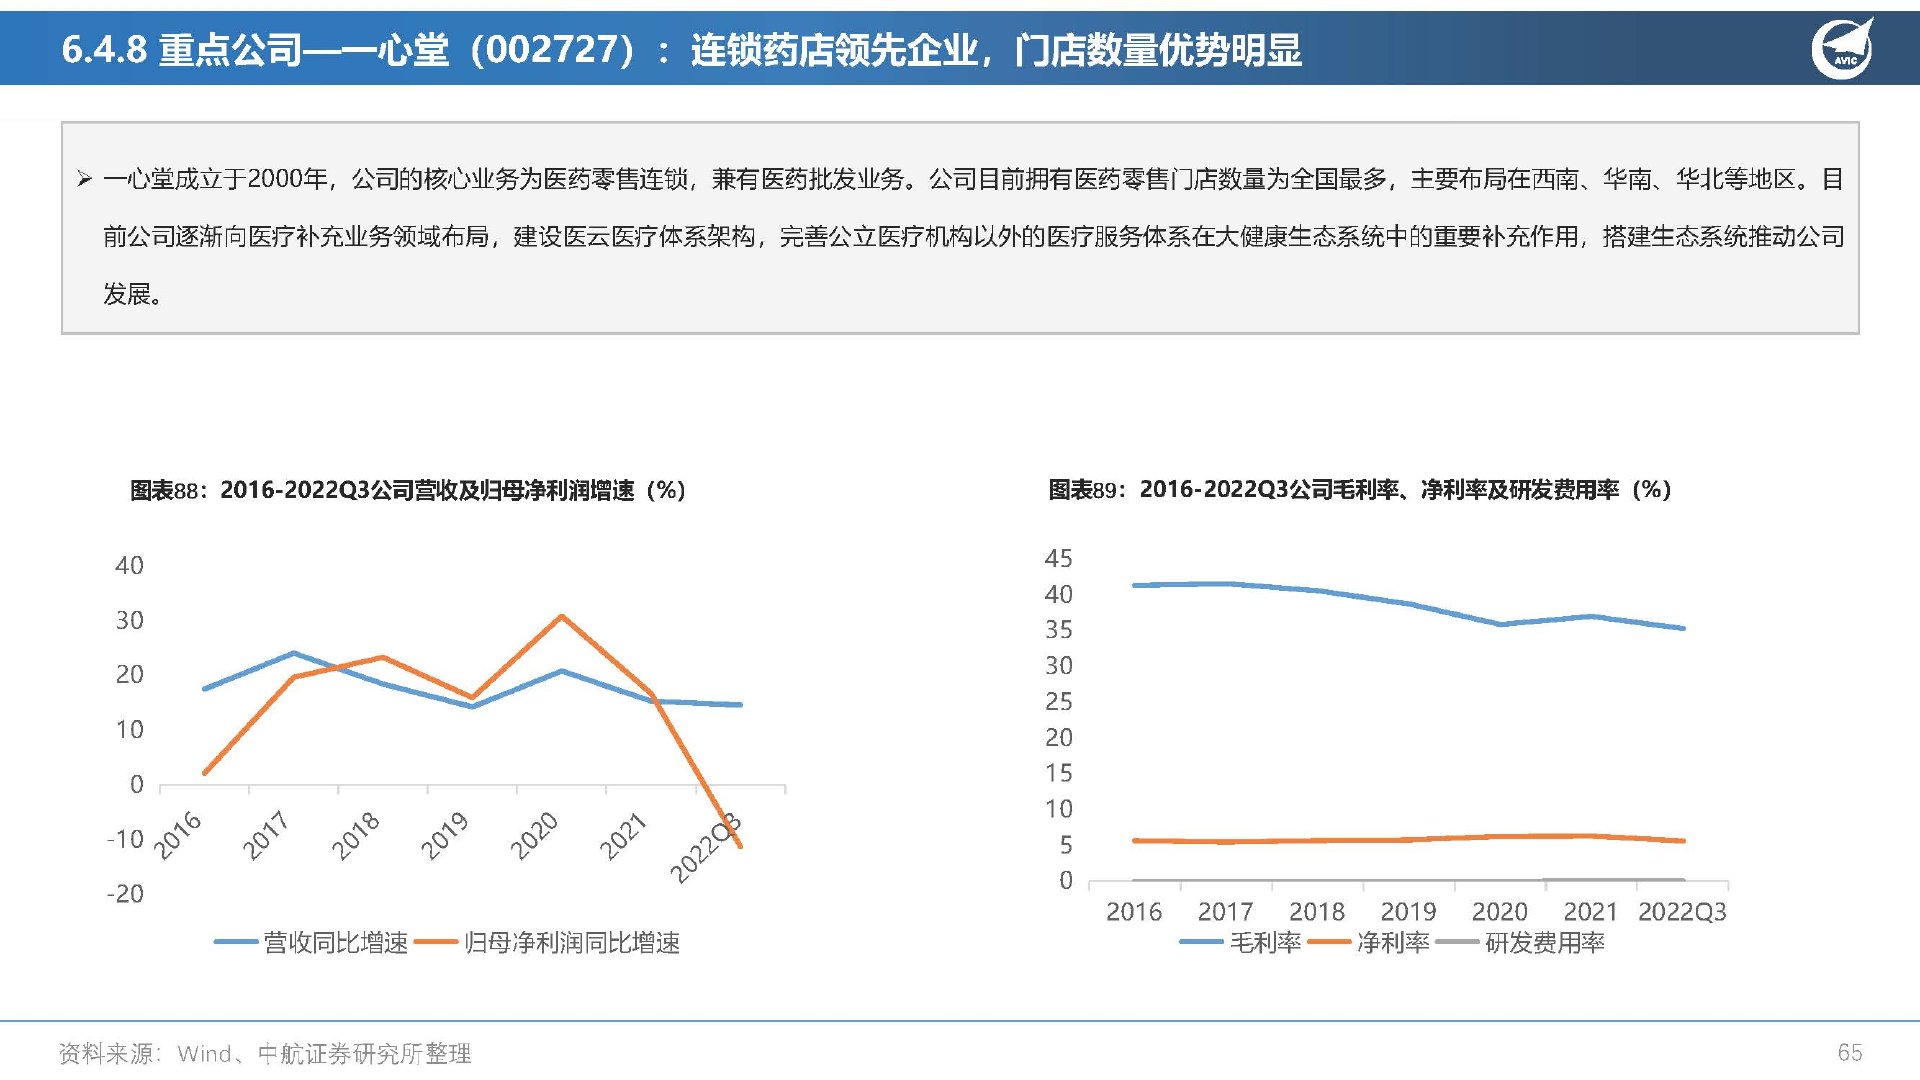 6.4.8 重点公司—一心堂（002727）：连锁药店领先企业，门店数量优势明显
AVIC
➢ 一心堂成立于2000年，公司的核心业务为医药零售连锁，兼有医药批发业务。公司目前拥有医药零售门店数量为全国最多，主要布局在西南、华南、华北等地区。目
前公司逐渐向医疗补充业务领域布局，建设医云医疗体系架构，完善公立医疗机构以外的医疗服务体系在大健康生态系统中的重要补充作用，搭建生态系统推动公司
发展。
图表88：2016-2022Q3公司营收及归母净利润增速（%）
40
30
20
10
0
-10
-20
2016 2017 2018 2019 2020 2021 2022Q3
营收同比增速 归母净利润同比增速
图表89：2016-2022Q3公司毛利率、净利率及研发费用率（%）
45
40
35
30
25
20
15
10
5
0
2016 2017 2018 2019 2020 2021 2022Q3
毛利率 净利率 研发费用率
资料来源：Wind、中航证券研究所整理
65